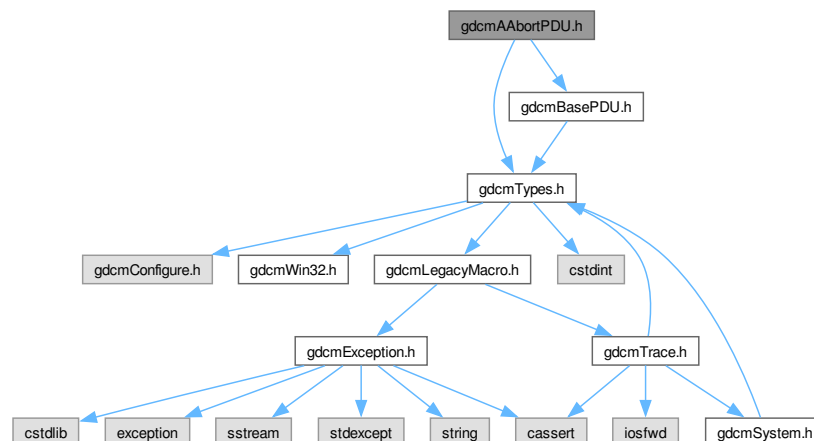 gdcmAAbortPDU.h
gdcmBasePDU.h
gdcmTypes.h
gdcmConfigure.h
gdcmWin32.h
gdcmLegacyMacro.h
cstdint
gdcmException.h
gdcmTrace.h
cstdlib
exception
sstream
stdexcept
string
cassert
iosfwd
gdcmSystem.h